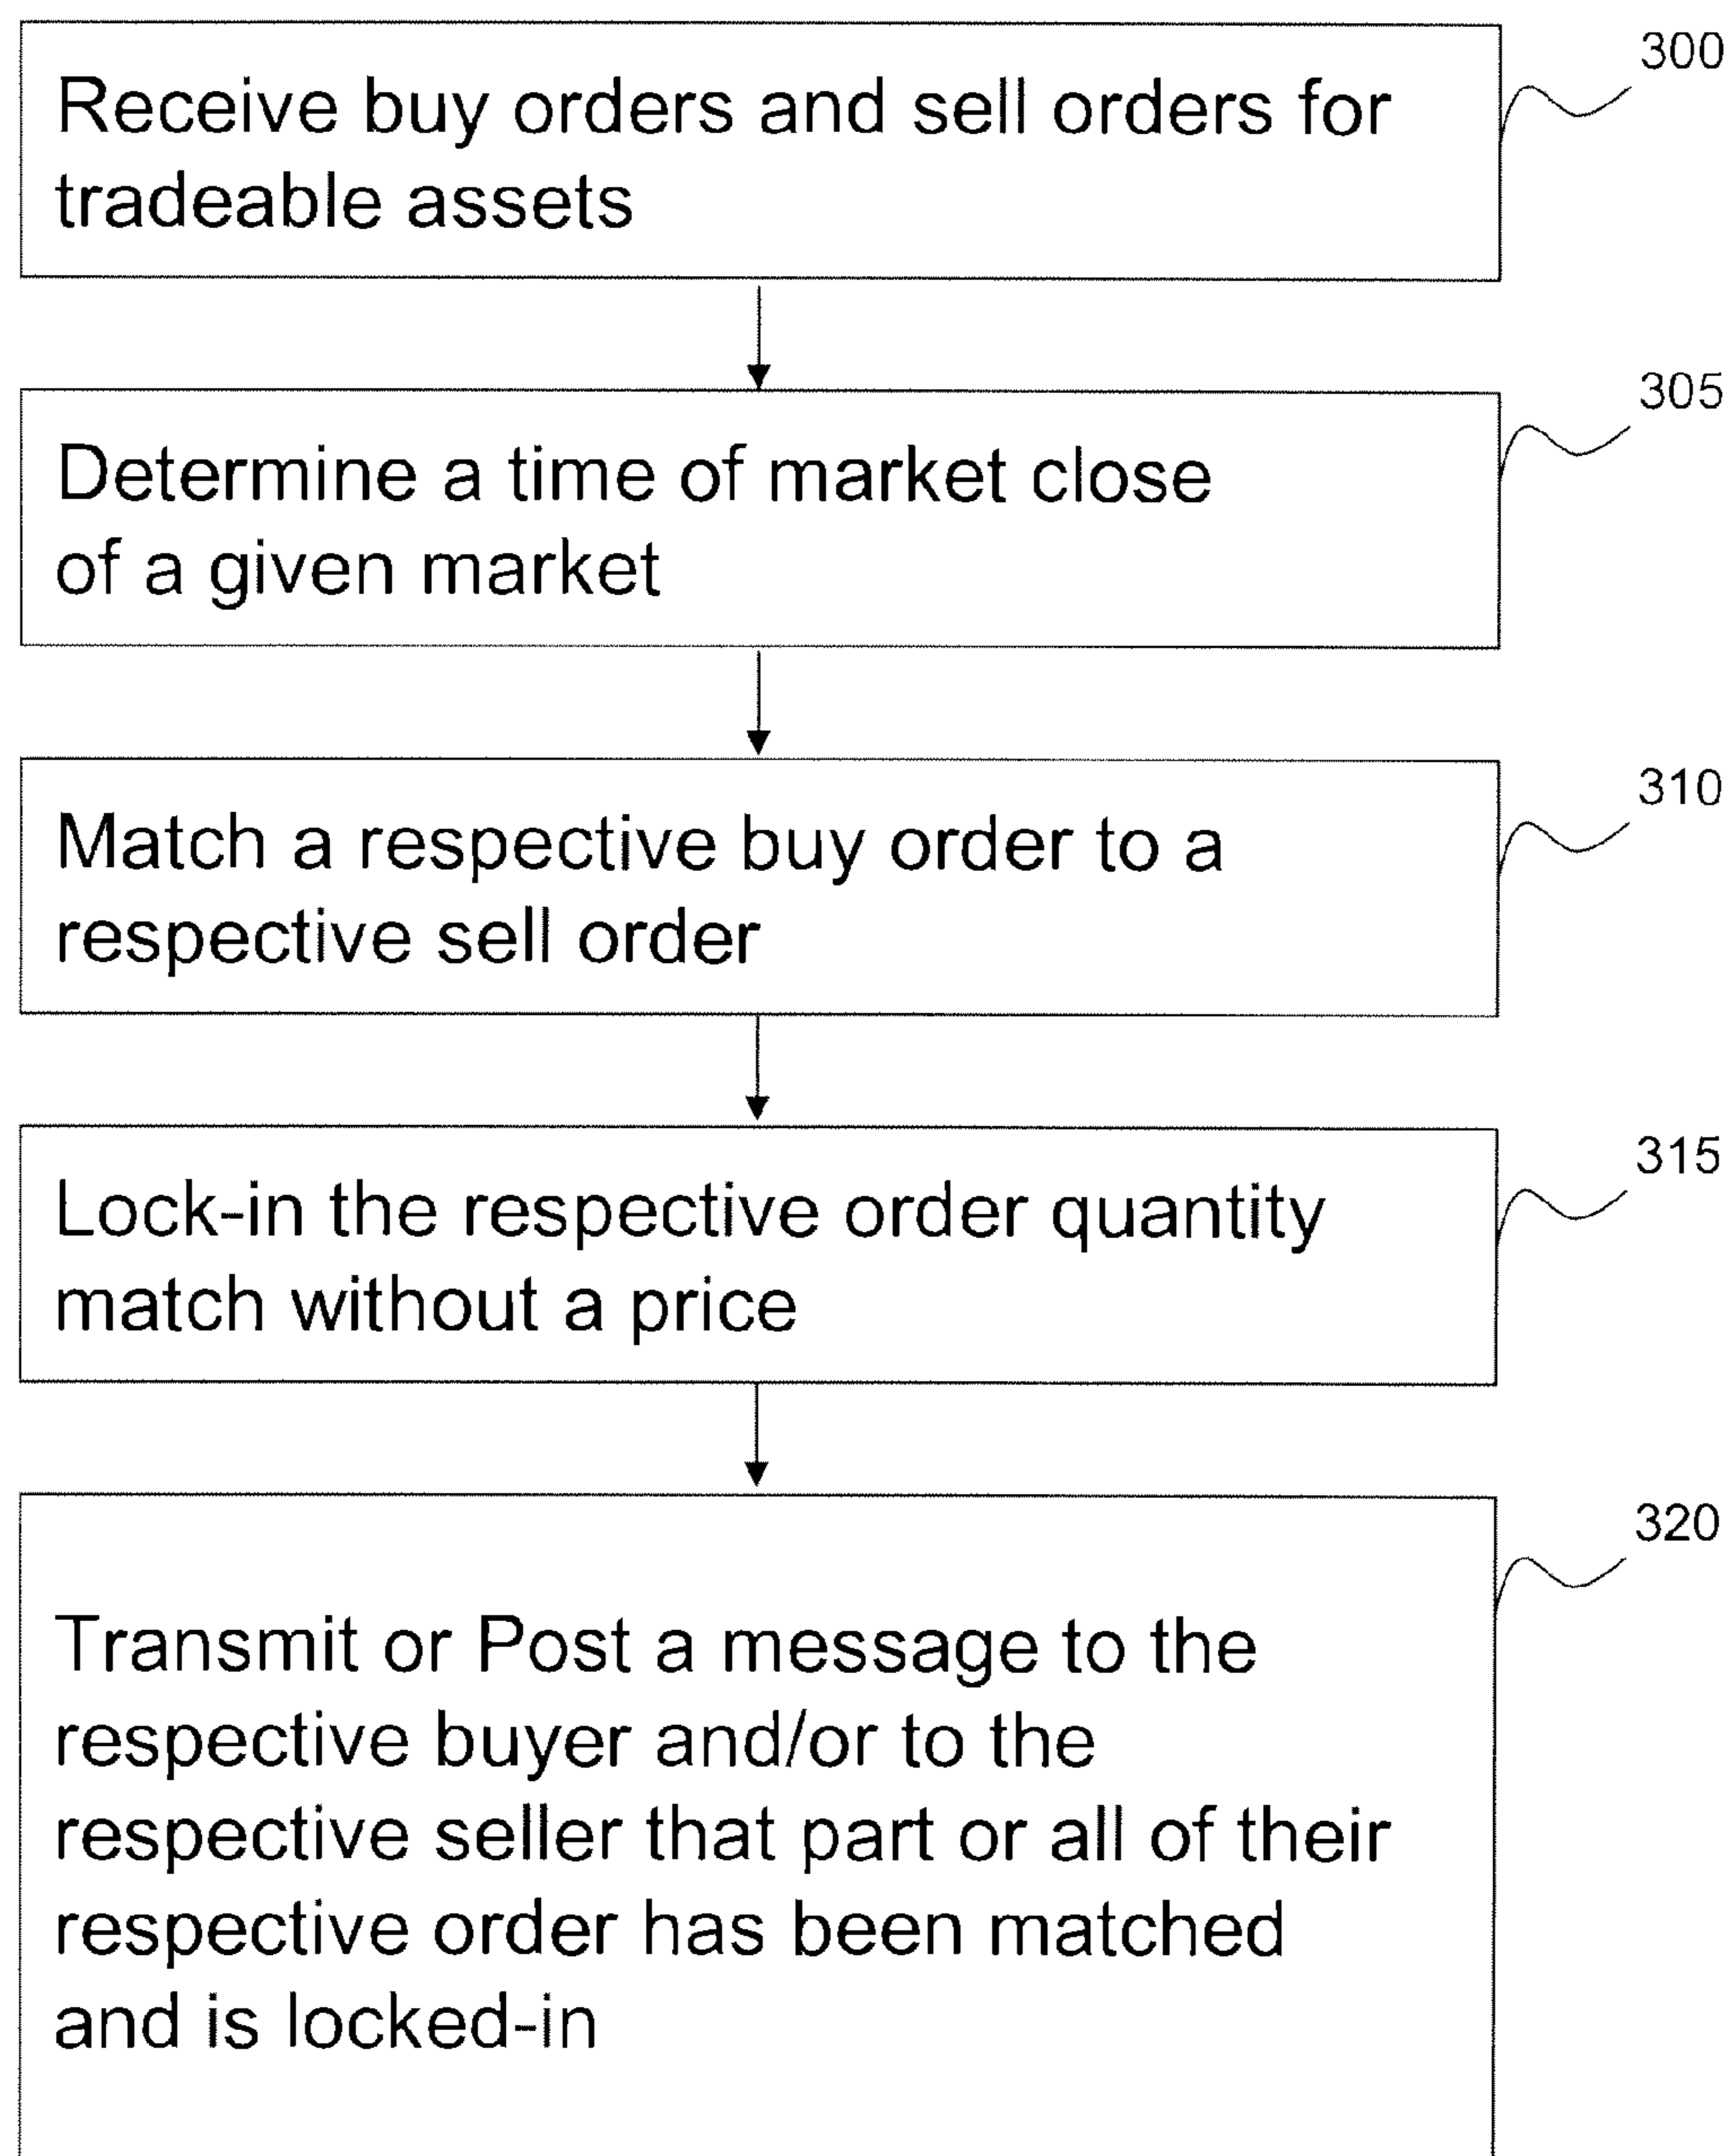 300
Receive buy orders and sell orders for
tradeable assets
305
Determine a time of market close
of a given market
310
Match a respective buy order to a
respective sell order
315
Lock-in the respective order quantity
match without a price
320
Transmit or Post a message to the
respective buyer and/or to the
respective seller that part or all of their
respective order has been matched
and is locked-in